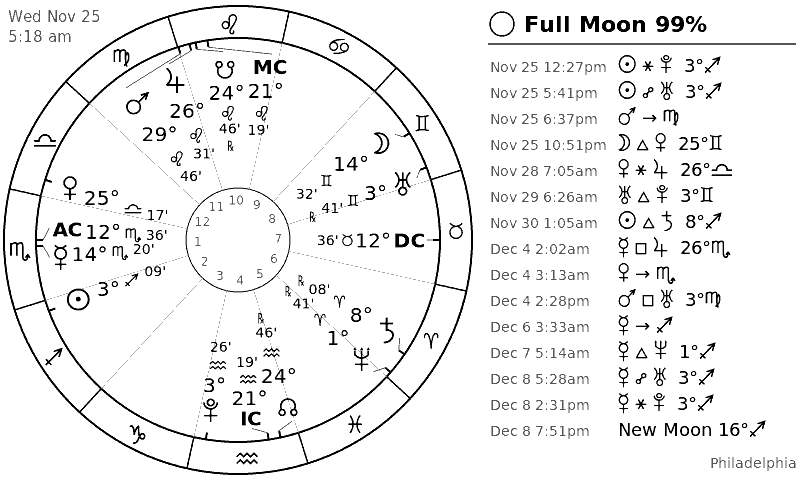 Wed Nov 25
5:18 am
Full Moon 99%
Nov 25 12:27pm ☉ ⚹ ♇ 3°♐
Nov 25 5:41pm ☉ ☍ ♅ 3°♐
Nov 25 6:37pm ♂ → ♍
Nov 25 10:51pm ☽ △ ♀ 25°♊
Nov 28 7:05am ♀ ⚹ ♃ 26°♎
Nov 29 6:26am ♅ △ ♇ 3°♊
Nov 30 1:05am ☉ △ ♄ 8°♐
Dec 4 2:02am ☿ □ ♃ 26°♏
Dec 4 3:13am ♀ → ♏
Dec 4 2:28pm ♂ □ ♅ 3°♍
Dec 6 3:33am ☿ → ♐
Dec 7 5:14am ☿ △ ♆ 1°♐
Dec 8 5:28am ☿ ☍ ♅ 3°♐
Dec 8 2:31pm ☿ ⚹ ♇ 3°♐
Dec 8 7:51pm New Moon 16°♐
Philadelphia
♌
♋
♊
♉
♈
♓
♒
♑
♐
♏
♎
♍
♂ 29° ♌ 46'
♃ 26° ♌ 31'
☋ 24° ♌ 46' ℞
MC 21° ♌ 19'
☽ 14° ♊ 32'
♅ 3° ♊ 41' ℞
DC 12° ♉ 36'
♄ 8° ♈ 08' ℞
♆ 1° ♈ 41' ℞
☊ 24° ♒ 46' ℞
IC 21° ♒ 19'
♇ 3° ♒ 26'
☉ 3° ♐ 09'
☿ 14° ♏ 20'
AC 12° ♏ 36'
♀ 25° ♎ 17'
1
2
3
4
5
6
7
8
9
10
11
12